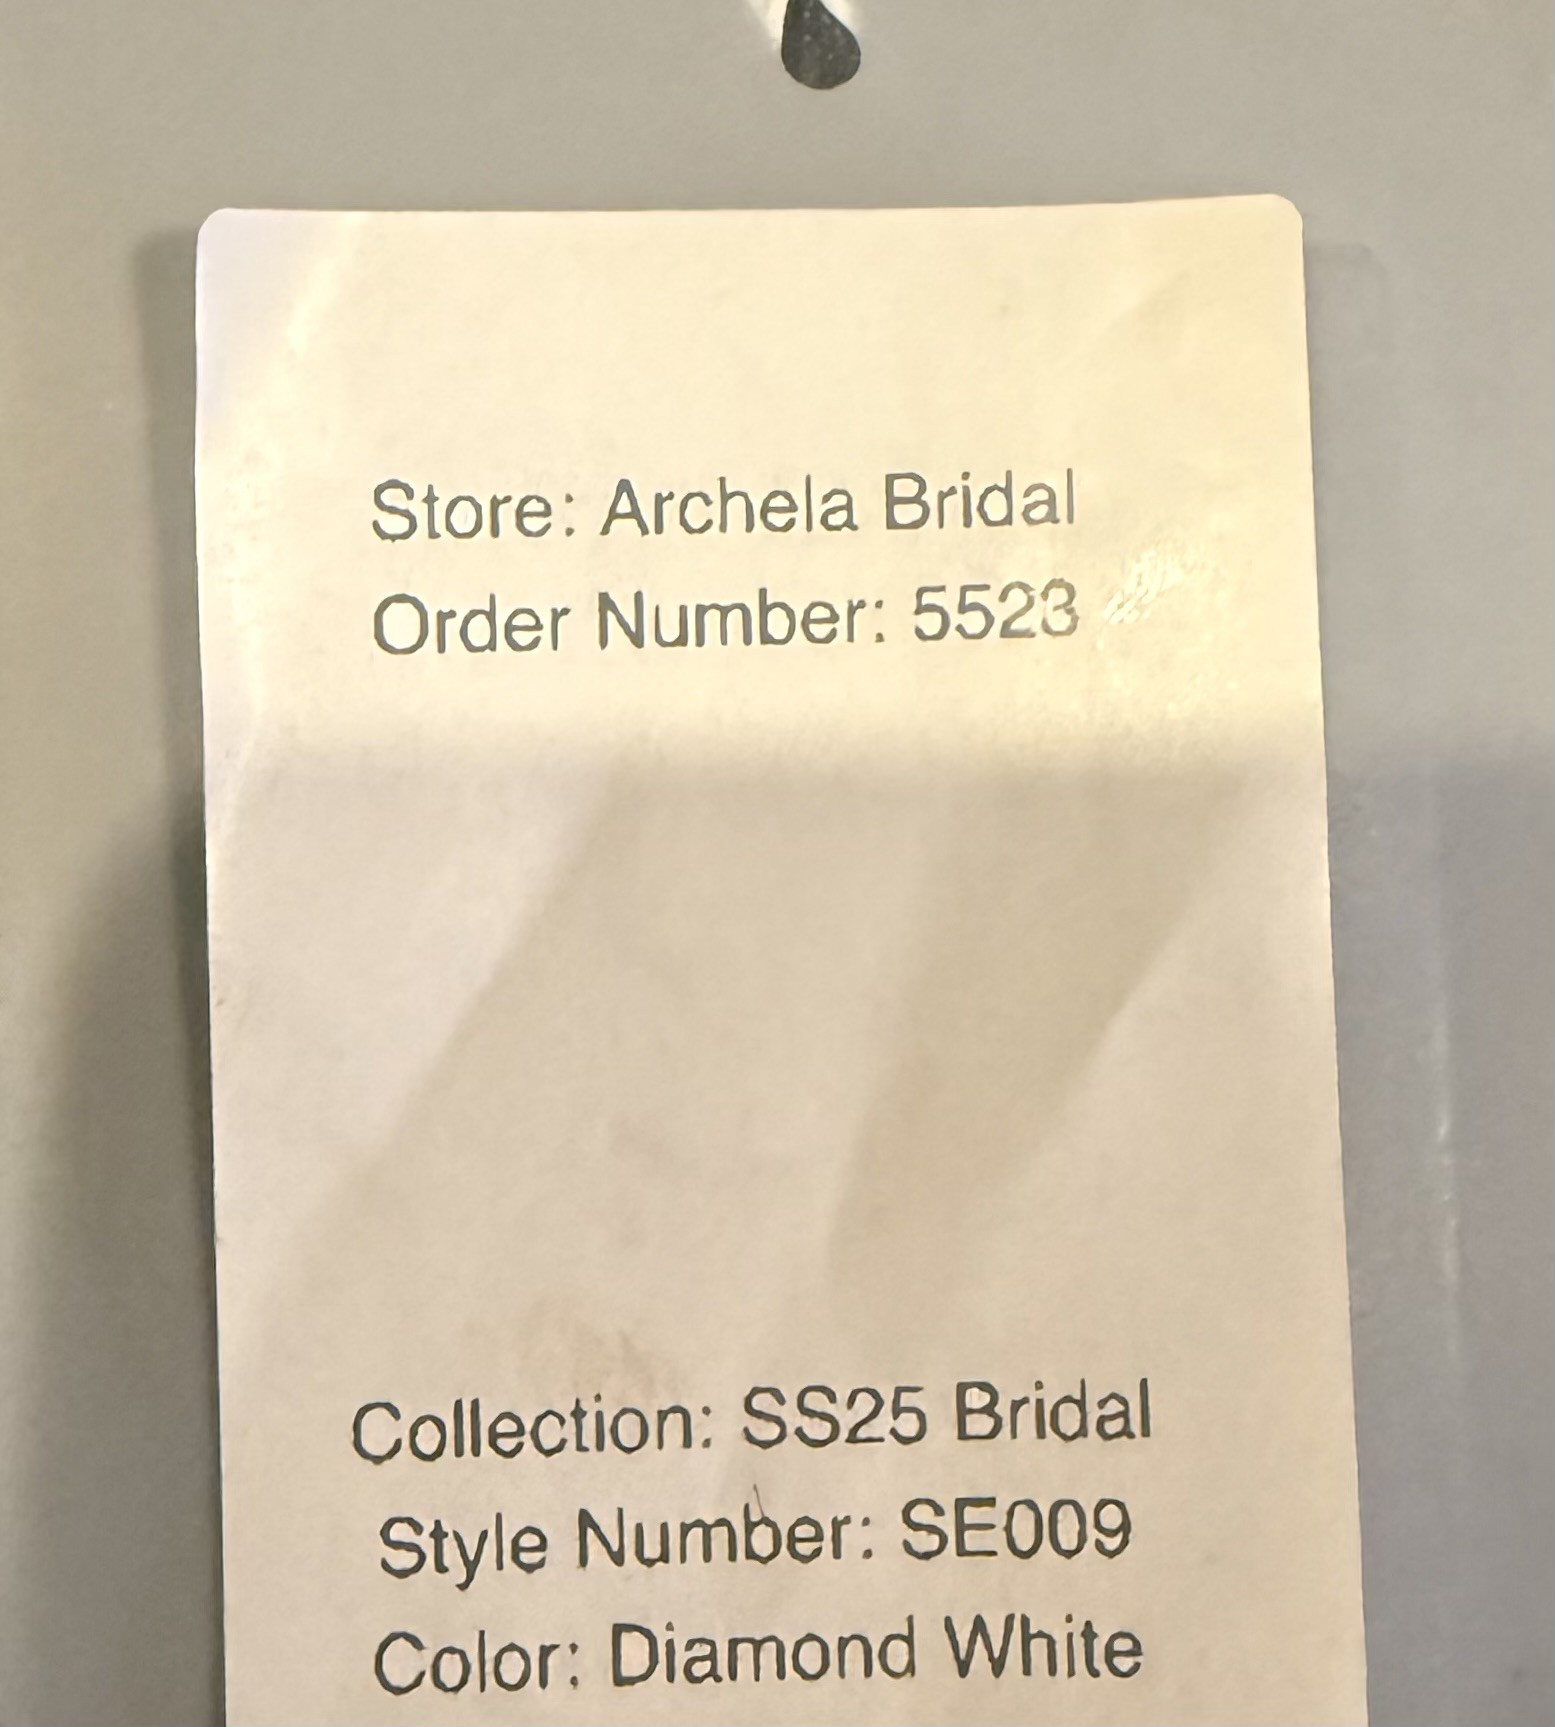 Store: Archela Bridal
Order Number: 5523
Collection: SS25 Bridal
Style Number: SE009
Color: Diamond White